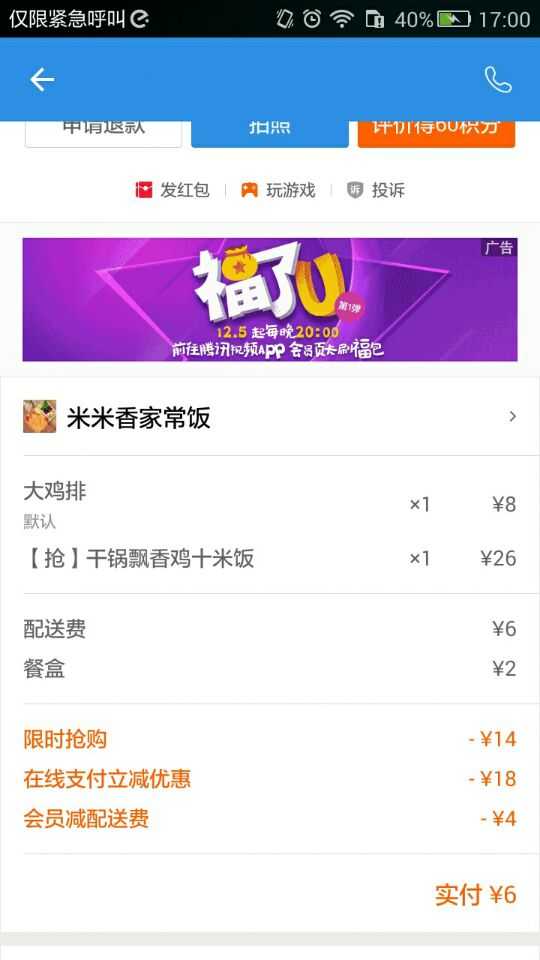 仅限紧急呼叫
40% 17:00
申请退款 拍照 评价得60积分
发红包 玩游戏 诉 投诉
广告
福了U
第1弹
12.5 起每晚20:00
前往腾讯视频APP 会员页大刷福包
米米香家常饭
大鸡排 ×1 ¥8
默认
【抢】干锅飘香鸡十米饭 ×1 ¥26
配送费 ¥6
餐盒 ¥2
限时抢购 - ¥14
在线支付立减优惠 - ¥18
会员减配送费 - ¥4
实付 ¥6